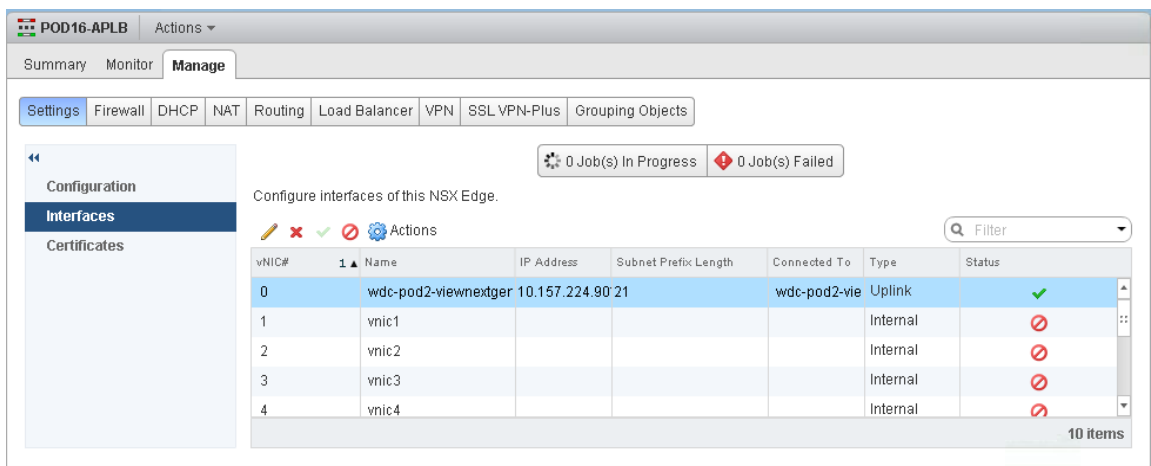 POD16-APLB Actions
Summary Monitor Manage
Settings Firewall DHCP NAT Routing Load Balancer VPN SSL VPN-Plus Grouping Objects
0 Job(s) In Progress 0 Job(s) Failed
Configuration
Interfaces
Certificates
Configure interfaces of this NSX Edge.
Actions Filter
vNIC# 1 Name IP Address Subnet Prefix Length Connected To Type Status
0 wdc-pod2-viewnextger 10.157.224.90 21 wdc-pod2-vie Uplink
1 vnic1 Internal
2 vnic2 Internal
3 vnic3 Internal
4 vnic4 Internal
10 items